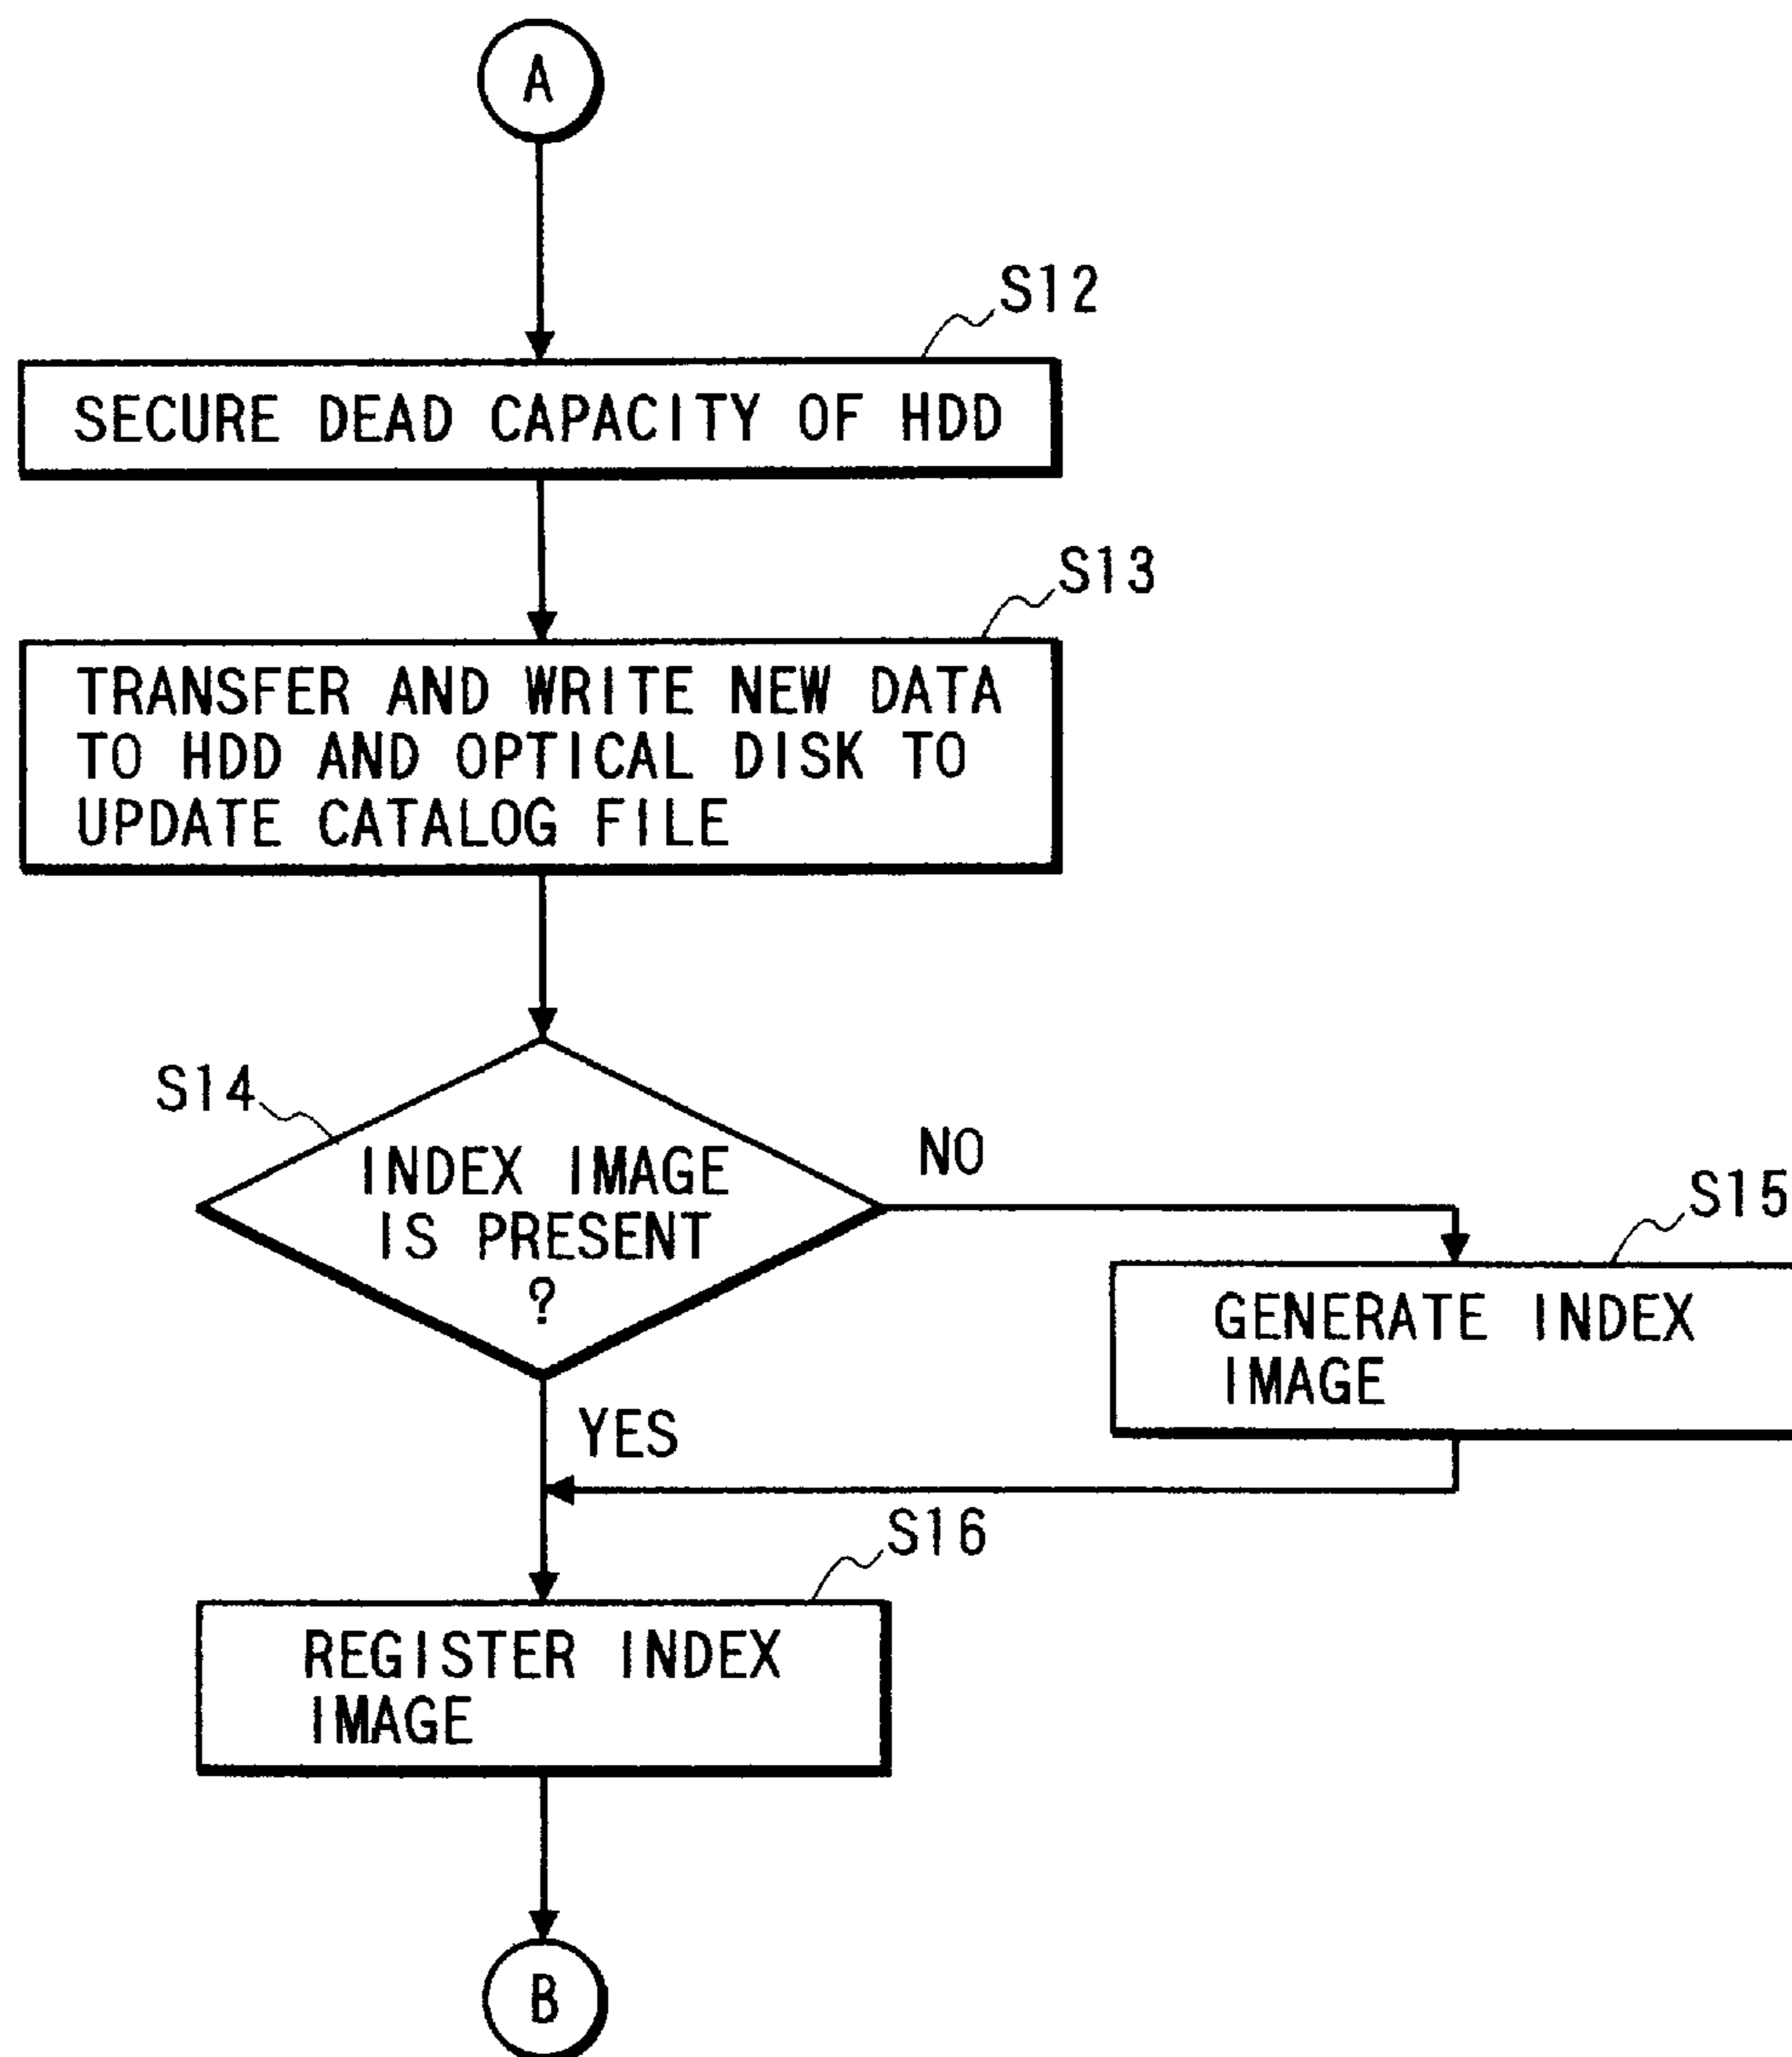 A
S12
SECURE DEAD CAPACITY OF HDD
S13
TRANSFER AND WRITE NEW DATA
TO HDD AND OPTICAL DISK TO
UPDATE CATALOG FILE
S14
INDEX IMAGE
IS PRESENT
?
NO
S15
GENERATE INDEX
IMAGE
YES
S16
REGISTER INDEX
IMAGE
B